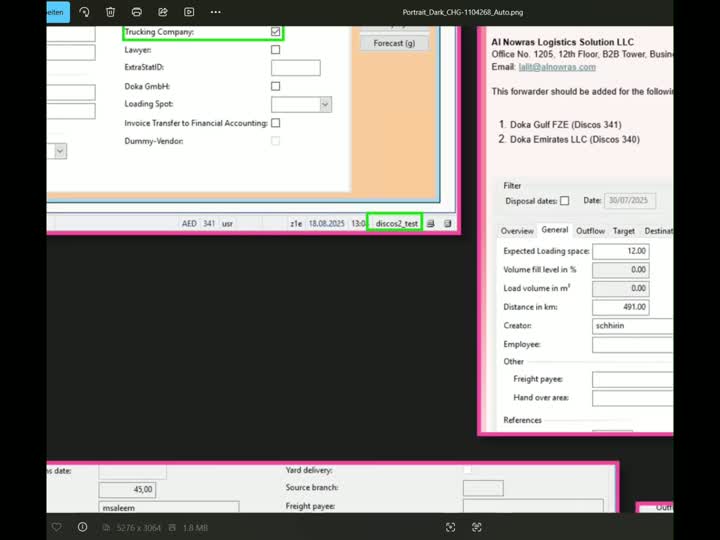 eiten
Portrait_Dark_CHG-1104268_Auto.png
Trucking Company:
Lawyer:
ExtraStatID:
Doka GmbH:
Loading Spot:
Invoice Transfer to Financial Accounting:
Dummy-Vendor:
Forecast (g)
AED 341 usr z1e 18.08.2025 13:0 discos2_test
Al Nowras Logistics Solution LLC
Office No. 1205, 12th Floor, B2B Tower, Busin
Email: lalit@alnowras.com
This forwarder should be added for the followi
1. Doka Gulf FZE (Discos 341)
2. Doka Emirates LLC (Discos 340)
Filter
Disposal dates: Date: 30/07/2025
Overview General Outflow Target Destinat
Expected Loading space: 12.00
Volume fill level in % 0.00
Load volume in m³ 0.00
Distance in km: 491.00
Creator: schhirin
Employee:
Other
Freight payee:
Hand over area:
References
ns date:
45,00
msaleem
Yard delivery:
Source branch:
Freight payee:
Outfl
5276 x 3064 1.8 MB